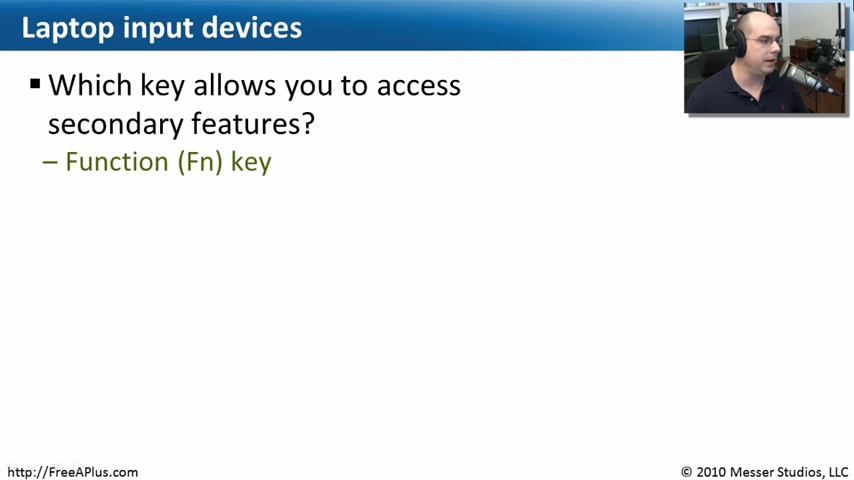 Laptop input devices
▪ Which key allows you to access
secondary features?
– Function (Fn) key
http://FreeAPlus.com
© 2010 Messer Studios, LLC